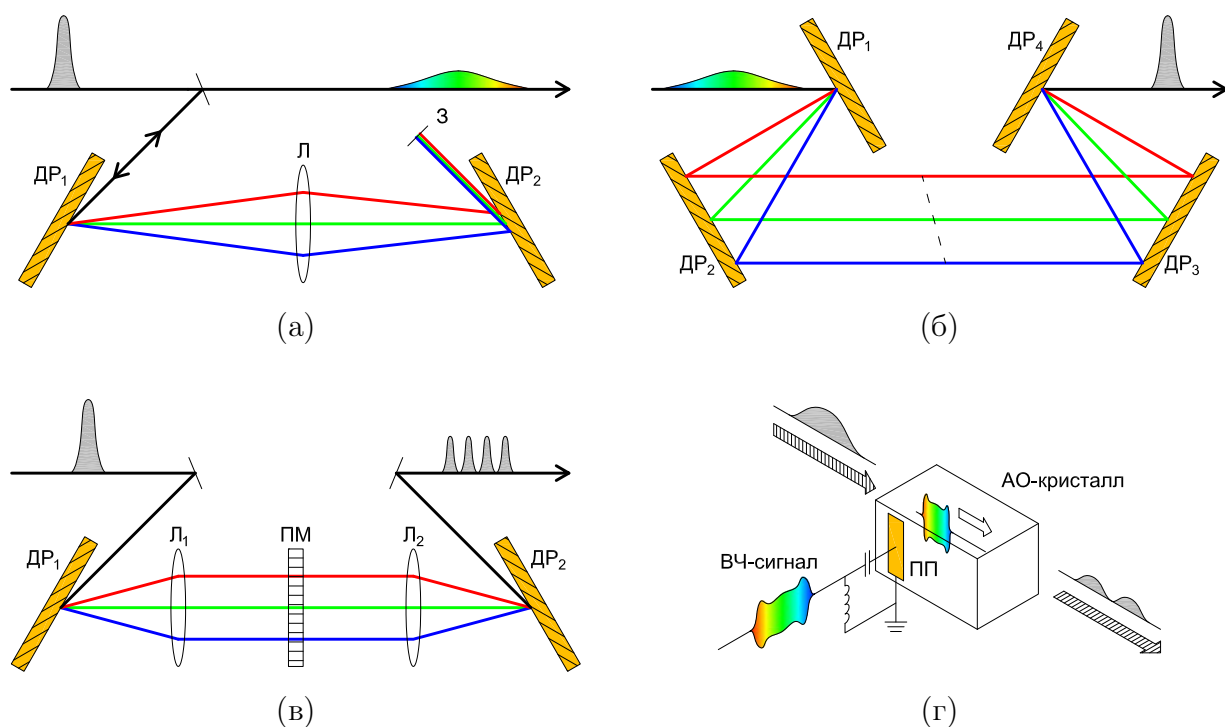 ДР₁
Л
З
ДР₂
(а)
ДР₁
ДР₄
ДР₂
ДР₃
(б)
ДР₁
Л₁
ПМ
Л₂
ДР₂
(в)
АО-кристалл
ВЧ-сигнал
ПП
(г)